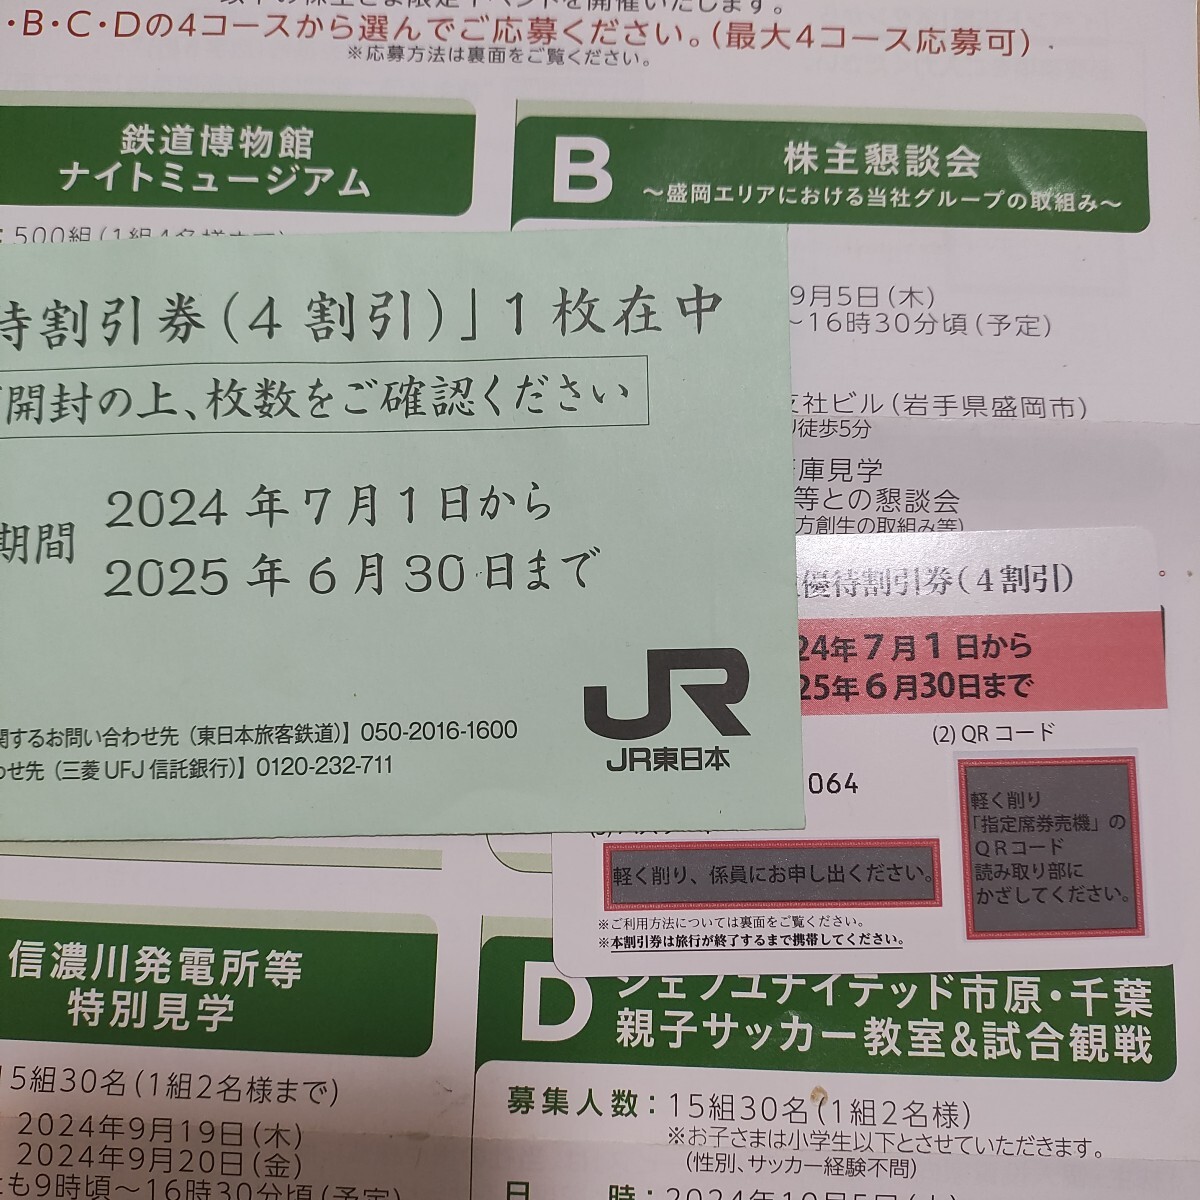 ・B・C・Dの4コースから選んでご応募ください。(最大4コース応募可)
※応募方法は裏面をご覧ください。
鉄道博物館
ナイトミュージアム
B
株主懇談会
～盛岡エリアにおける当社グループの取組み～
9月5日(木)
～16時30分頃(予定)
支社ビル(岩手県盛岡市)
徒歩5分
庫見学
等との懇談会
方創生の取組み等)
待割引券(4割引)」1枚在中
開封の上、枚数をご確認ください
期間
2024年7月1日から
2025年6月30日まで
JR
JR東日本
関するお問い合わせ先(東日本旅客鉄道)】050-2016-1600
わせ先(三菱UFJ信託銀行)】0120-232-711
優待割引券(4割引)
24年7月1日から
25年6月30日まで
(2) QRコード
064
軽く削り
「指定席券売機」の
QRコード
読み取り部に
かざしてください。
軽く削り、係員にお申し出ください。
※ご利用方法については裏面をご覧ください。
※本割引券は旅行が終了するまで携帯してください。
信濃川発電所等
特別見学
15組30名(1組2名様まで)
2024年9月19日(木)
2024年9月20日(金)
も9時頃～16時30分頃(予定)
D
ジェフユナイテッド市原・千葉
親子サッカー教室&試合観戦
募集人数：15組30名(1組2名様)
※お子さまは小学生以下とさせていただきます。
(性別、サッカー経験不問)
日 時：2024年10月5日(土)